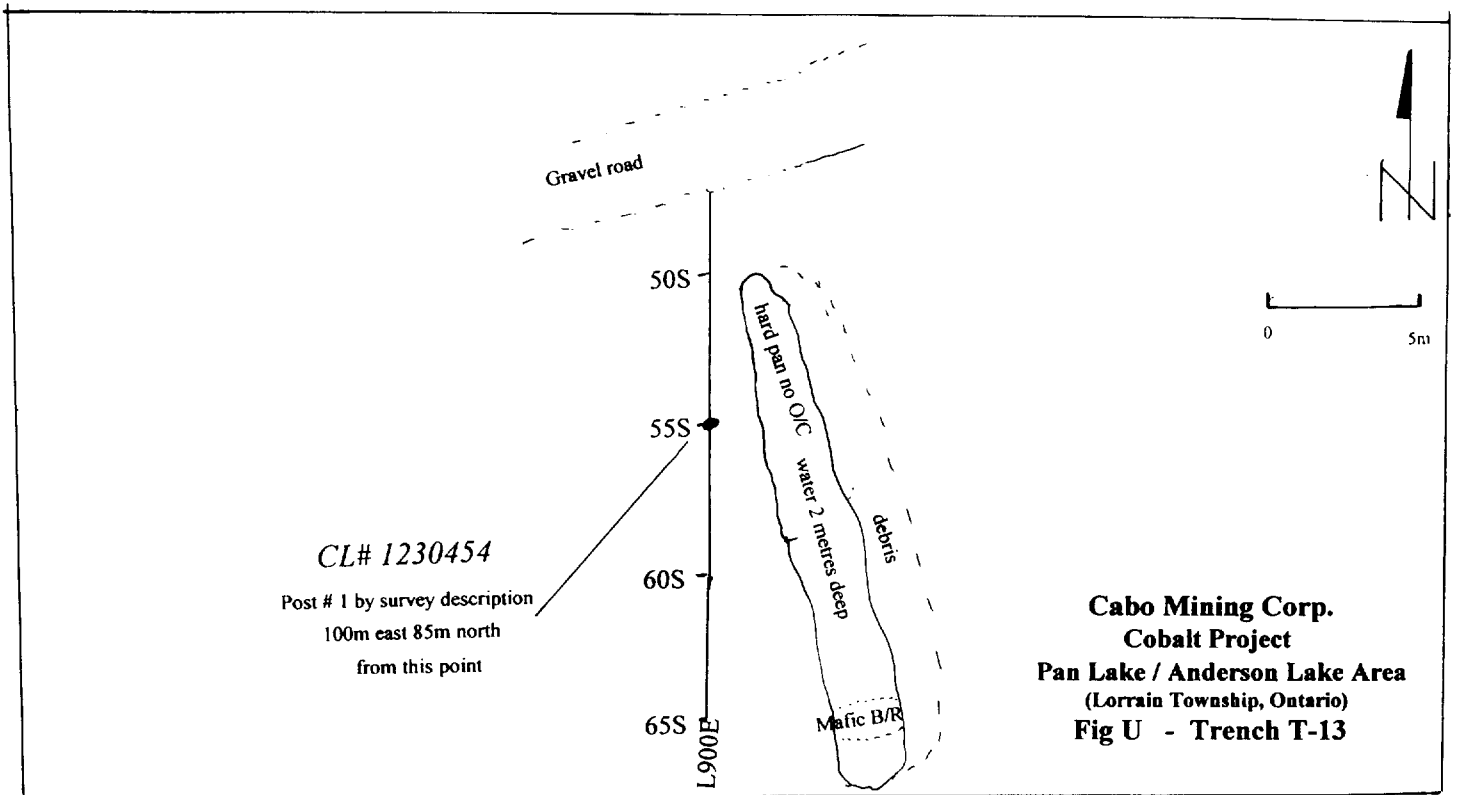 Gravel road
N
50S
0 5m
hard pan no O/C water 2 metres deep
55S
debris
CL# 1230454
Post # 1 by survey description
100m east 85m north
from this point
60S
65S
L900E
Mafic B/R
Cabo Mining Corp.
Cobalt Project
Pan Lake / Anderson Lake Area
(Lorrain Township, Ontario)
Fig U - Trench T-13